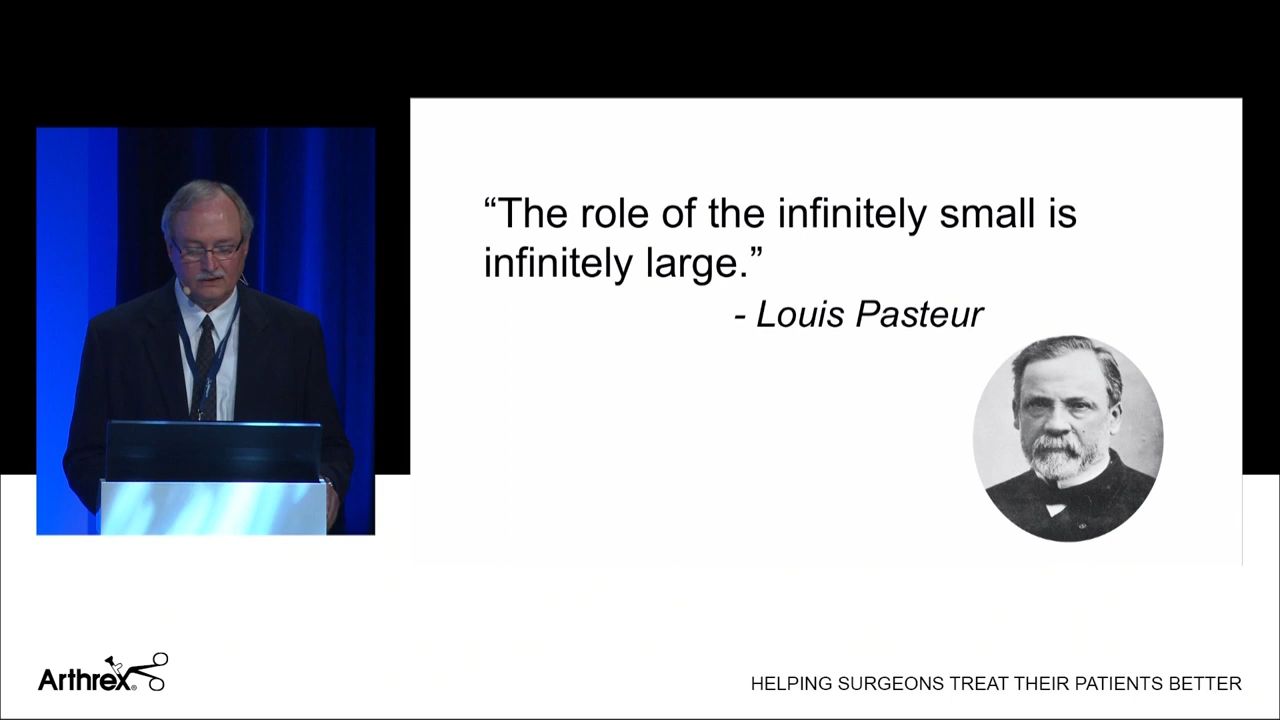 “The role of the infinitely small is
infinitely large.”
- Louis Pasteur
Arthrex®
HELPING SURGEONS TREAT THEIR PATIENTS BETTER